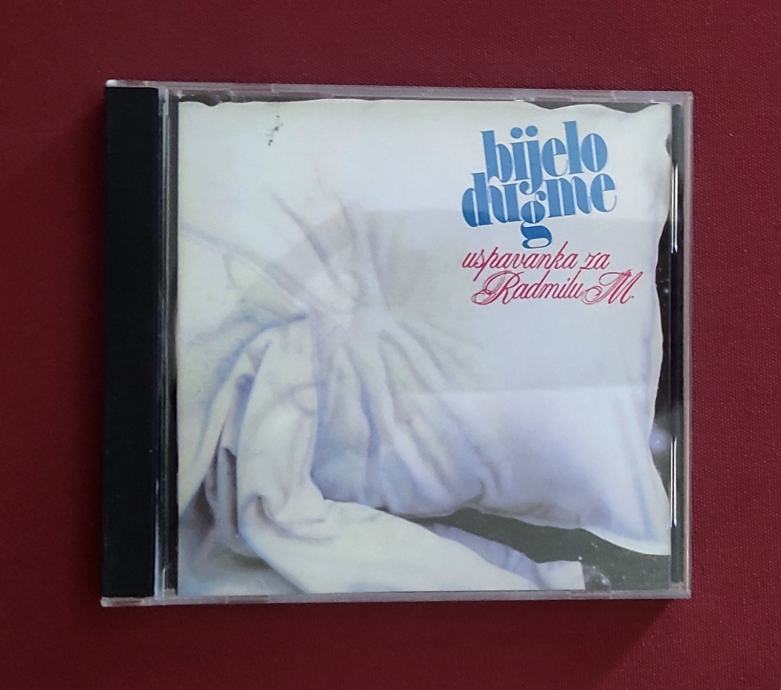 bijelo
dugme
uspavanka za
Radmilu M.